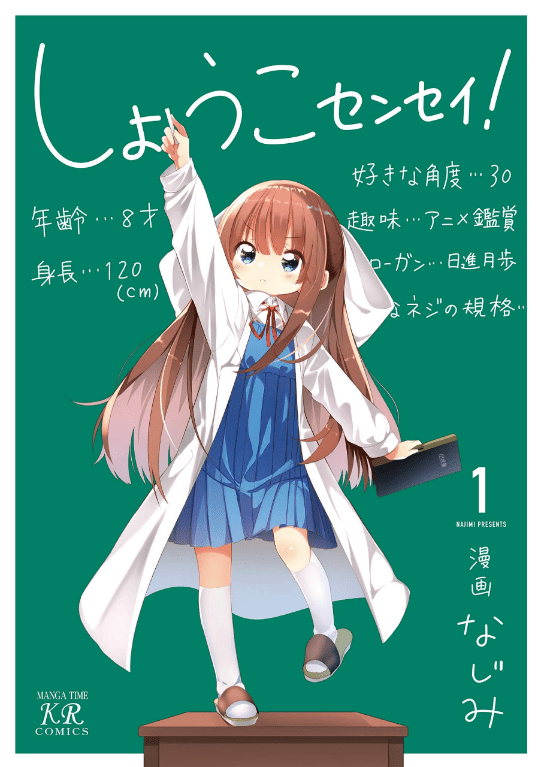 しょうこセンセイ!
好きな角度…30
年齢…8才
趣味…アニメ鑑賞
身長…120
(cm)
ローガン…日進月歩
なネジの規格…
1
NAJIMI PRESENTS
漫画
なじみ
MANGA TIME
KR
COMICS